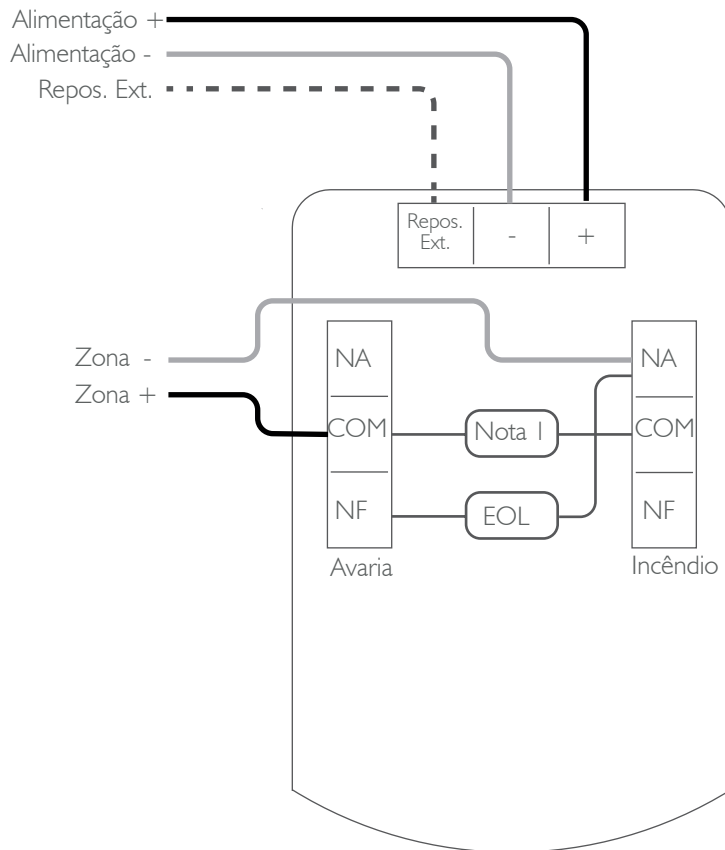 Alimentação +
Alimentação -
Repos. Ext.
Repos.
Ext.
-
+
Zona -
Zona +
NA
COM
NF
Avaria
Nota 1
EOL
NA
COM
NF
Incêndio